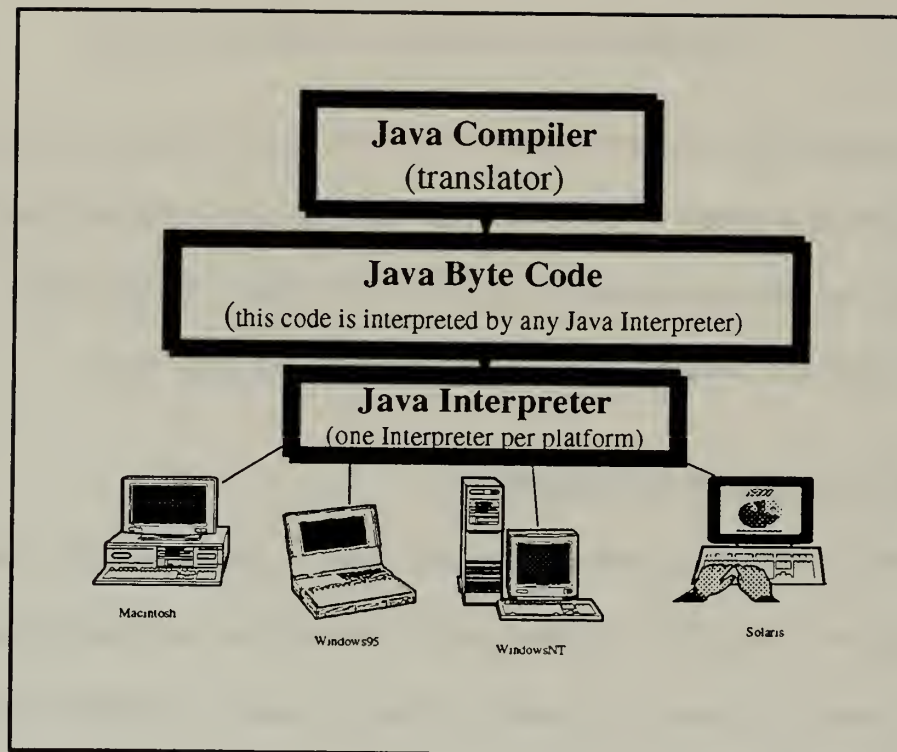 Java Compiler
(translator)
Java Byte Code
(this code is interpreted by any Java Interpreter)
Java Interpreter
(one Interpreter per platform)
Macintosh
Windows95
WindowsNT
Solaris